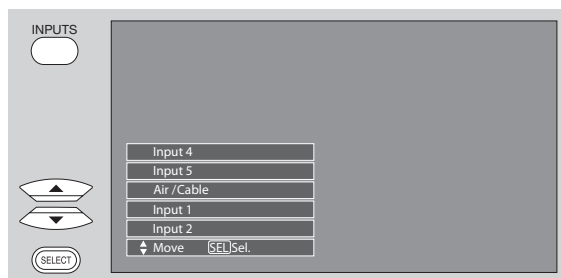 INPUTS
Input 4
Input 5
Air /Cable
Input 1
Input 2
Move SEL Sel.
SELECT